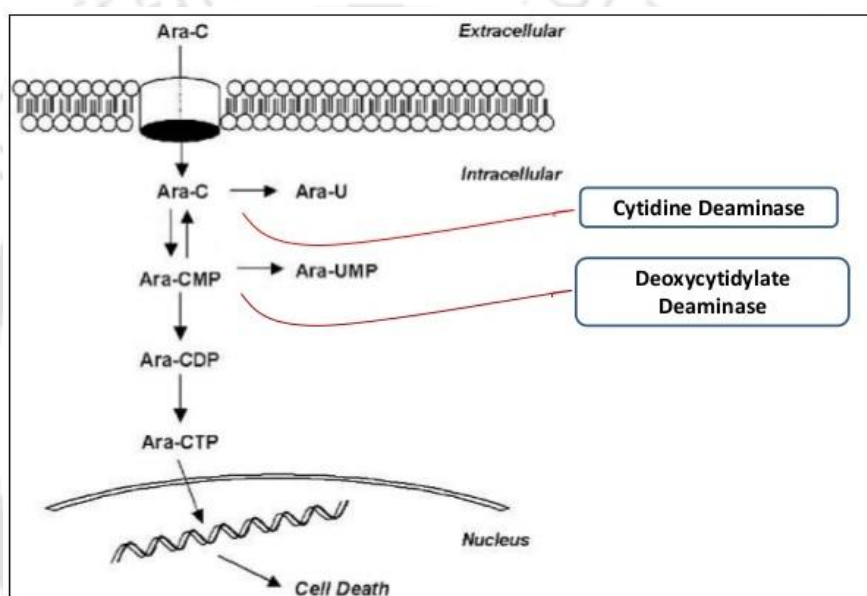 Ara-C
Extracellular
Ara-C
Ara-U
Intracellular
Cytidine Deaminase
Ara-CMP
Ara-UMP
Deoxycytidylate
Deaminase
Ara-CDP
Ara-CTP
Nucleus
Cell Death